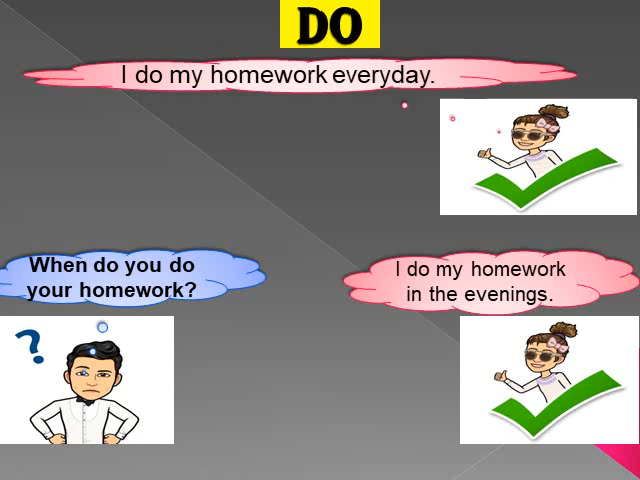 DO
I do my homework everyday.
When do you do
your homework?
I do my homework
in the evenings.
?